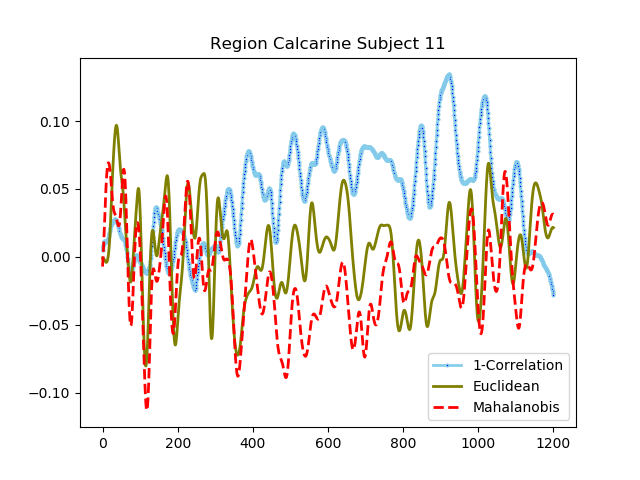 Region Calcarine Subject 11
0.10
0.05
0.00
−0.05
−0.10
0 200 400 600 800 1000 1200
1-Correlation
Euclidean
Mahalanobis